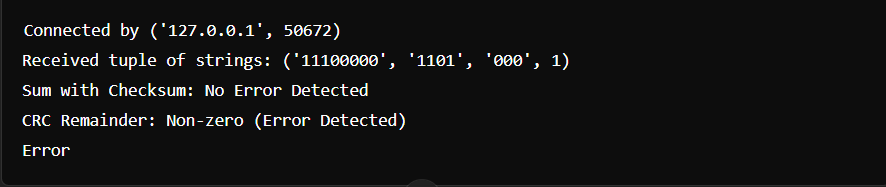 Connected by ('127.0.0.1', 50672)
Received tuple of strings: ('11100000', '1101', '000', 1)
Sum with Checksum: No Error Detected
CRC Remainder: Non-zero (Error Detected)
Error